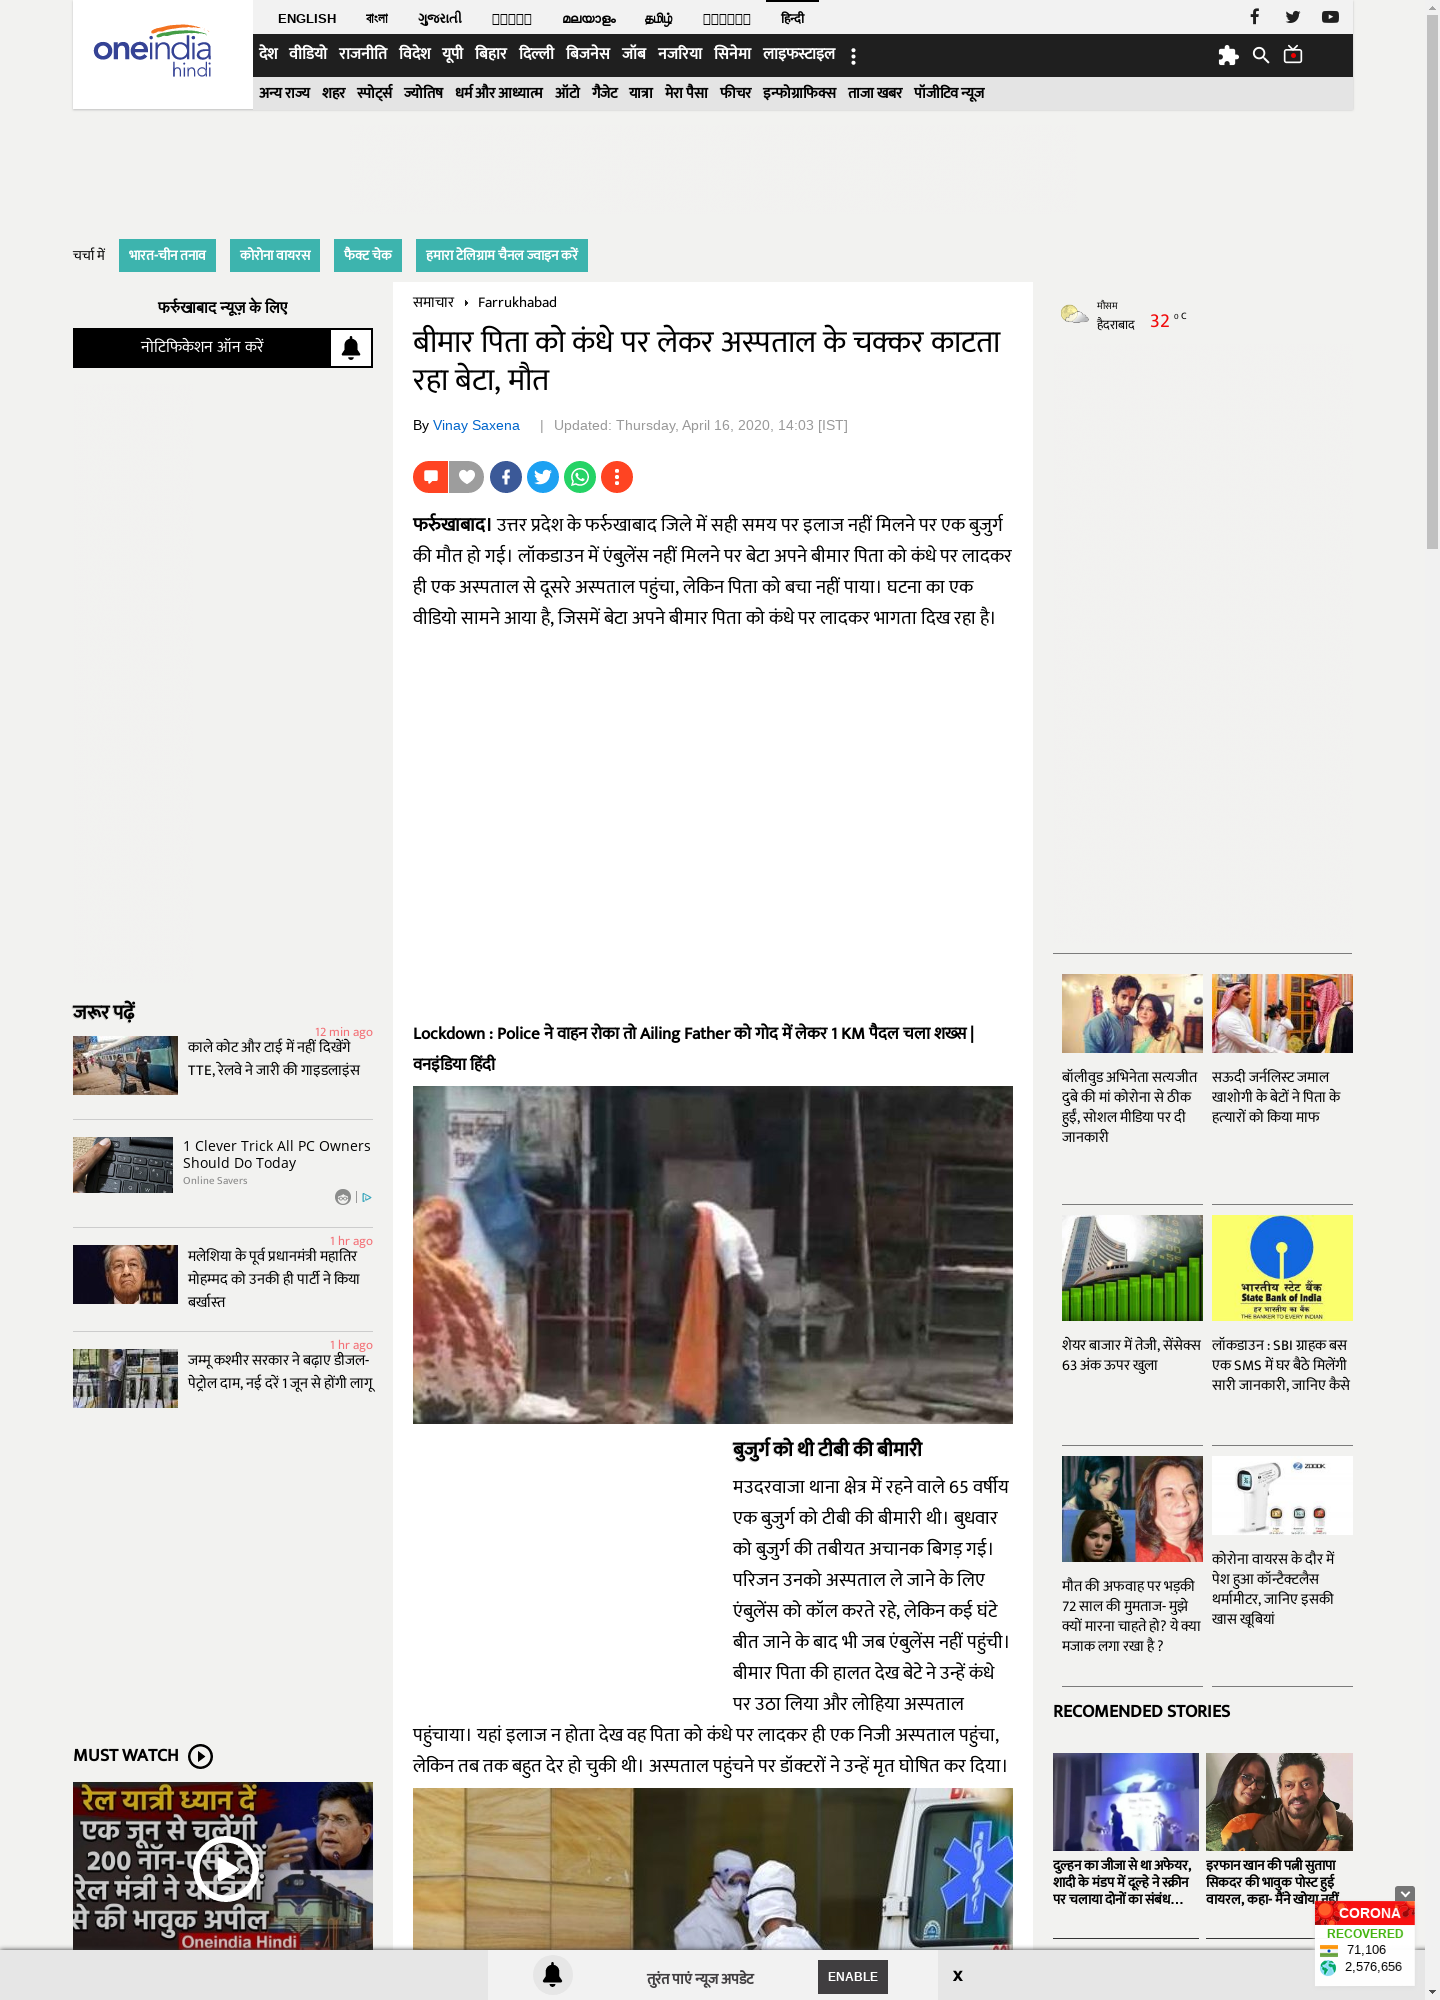 oneindia
hindi
ENGLISH বাংলা ગુજરાતી മലയാളം தமிழ் हिन्दी
देश वीडियो राजनीति विदेश यूपी बिहार दिल्ली बिजनेस जॉब नजरिया सिनेमा लाइफस्टाइल
अन्य राज्य शहर स्पोर्ट्स ज्योतिष धर्म और आध्यात्म ऑटो गैजेट यात्रा मेरा पैसा फीचर इन्फोग्राफिक्स ताजा खबर पॉजीटिव न्यूज
चर्चा में भारत-चीन तनाव कोरोना वायरस फैक्ट चेक हमारा टेलिग्राम चैनल ज्वाइन करें
फर्रुखाबाद न्यूज़ के लिए
नोटिफिकेशन ऑन करें
समाचार Farrukhabad
बीमार पिता को कंधे पर लेकर अस्पताल के चक्कर काटता
रहा बेटा, मौत
By Vinay Saxena | Updated: Thursday, April 16, 2020, 14:03 [IST]
फर्रुखाबाद। उत्तर प्रदेश के फर्रुखाबाद जिले में सही समय पर इलाज नहीं मिलने पर एक बुजुर्ग
की मौत हो गई। लॉकडाउन में एंबुलेंस नहीं मिलने पर बेटा अपने बीमार पिता को कंधे पर लादकर
ही एक अस्पताल से दूसरे अस्पताल पहुंचा, लेकिन पिता को बचा नहीं पाया। घटना का एक
वीडियो सामने आया है, जिसमें बेटा अपने बीमार पिता को कंधे पर लादकर भागता दिख रहा है।
Lockdown : Police ने वाहन रोका तो Ailing Father को गोद में लेकर 1 KM पैदल चला शख्स |
वनइंडिया हिंदी
बुजुर्ग को थी टीबी की बीमारी
मउदरवाजा थाना क्षेत्र में रहने वाले 65 वर्षीय
एक बुजुर्ग को टीबी की बीमारी थी। बुधवार
को बुजुर्ग की तबीयत अचानक बिगड़ गई।
परिजन उनको अस्पताल ले जाने के लिए
एंबुलेंस को कॉल करते रहे, लेकिन कई घंटे
बीत जाने के बाद भी जब एंबुलेंस नहीं पहुंची।
बीमार पिता की हालत देख बेटे ने उन्हें कंधे
पर उठा लिया और लोहिया अस्पताल
पहुंचाया। यहां इलाज न होता देख वह पिता को कंधे पर लादकर ही एक निजी अस्पताल पहुंचा,
लेकिन तब तक बहुत देर हो चुकी थी। अस्पताल पहुंचने पर डॉक्टरों ने उन्हें मृत घोषित कर दिया।
जरूर पढ़ें
12 min ago
काले कोट और टाई में नहीं दिखेंगे
TTE, रेलवे ने जारी की गाइडलाइंस
1 Clever Trick All PC Owners
Should Do Today
Online Savers
1 hr ago
मलेशिया के पूर्व प्रधानमंत्री महातिर
मोहम्मद को उनकी ही पार्टी ने किया
बर्खास्त
1 hr ago
जम्मू कश्मीर सरकार ने बढ़ाए डीजल-
पेट्रोल दाम, नई दरें 1 जून से होंगी लागू
MUST WATCH
रेल यात्री ध्यान दें
एक जून से चलेंगी
200 नॉन-एसी ट्रेनें
रेल मंत्री ने यात्रियों
से की भावुक अपील
Oneindia Hindi
मौसम
हैदराबाद 32 o C
बॉलीवुड अभिनेता सत्यजीत
दुबे की मां कोरोना से ठीक
हुईं, सोशल मीडिया पर दी
जानकारी
सऊदी जर्नलिस्ट जमाल
खाशोगी के बेटों ने पिता के
हत्यारों को किया माफ
शेयर बाजार में तेजी, सेंसेक्स
63 अंक ऊपर खुला
भारतीय स्टेट बैंक
State Bank of India
हर भारतीय का बैंक
THE BANKER TO EVERY INDIAN
लॉकडाउन : SBI ग्राहक बस
एक SMS में घर बैठे मिलेंगी
सारी जानकारी, जानिए कैसे
मौत की अफवाह पर भड़की
72 साल की मुमताज- मुझे
क्यों मारना चाहते हो? ये क्या
मजाक लगा रखा है ?
ZOOOK
कोरोना वायरस के दौर में
पेश हुआ कॉन्टैक्टलैस
थर्मामीटर, जानिए इसकी
खास खूबियां
RECOMENDED STORIES
दुल्हन का जीजा से था अफेयर,
शादी के मंडप में दूल्हे ने स्क्रीन
पर चलाया दोनों का संबंध...
इरफान खान की पत्नी सुतापा
सिकदर की भावुक पोस्ट हुई
वायरल, कहा- मैंने खोया नहीं
CORONA
RECOVERED
71,106
2,576,656
तुरंत पाएं न्यूज अपडेट ENABLE X